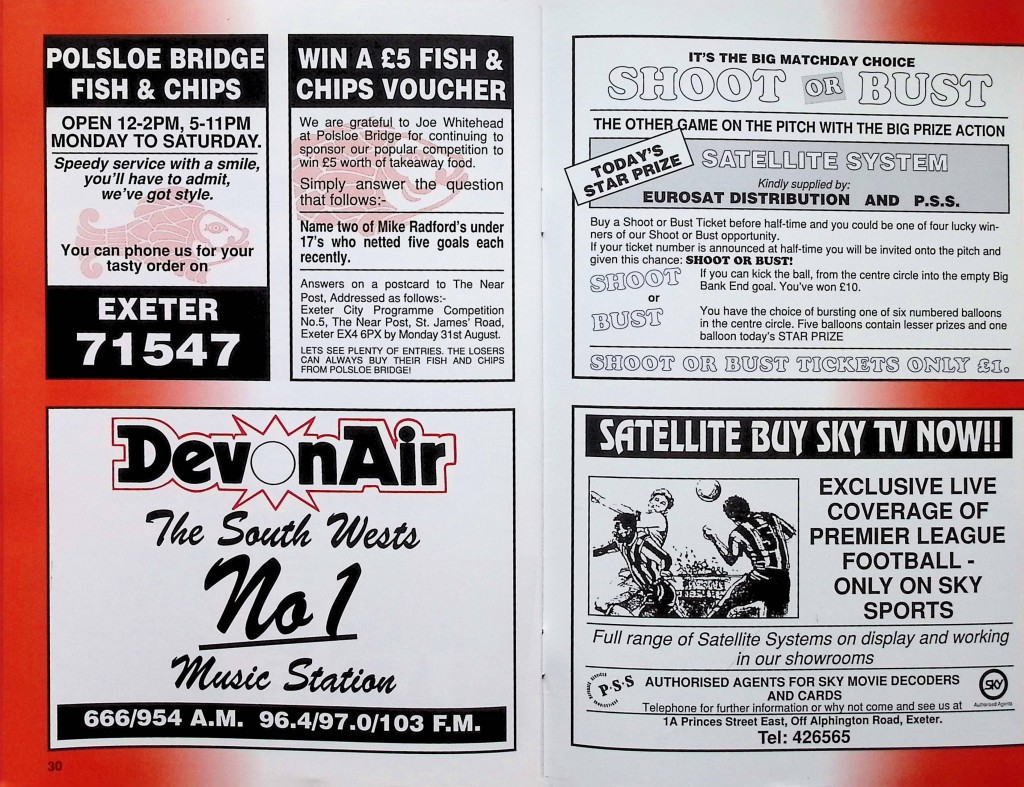 POLSLOE BRIDGE
FISH & CHIPS
OPEN 12-2PM, 5-11PM
MONDAY TO SATURDAY.
Speedy service with a smile,
you'll have to admit,
we've got style.
You can phone us for your
tasty order on
EXETER
71547
WIN A £5 FISH &
CHIPS VOUCHER
We are grateful to Joe Whitehead
at Polsloe Bridge for continuing to
sponsor our popular competition to
win £5 worth of takeaway food.
Simply answer the question
that follows:-
Name two of Mike Radford's under
17's who netted five goals each
recently.
Answers on a postcard to The Near
Post, Addressed as follows:-
Exeter City Programme Competition
No.5, The Near Post, St. James' Road,
Exeter EX4 6PX by Monday 31st August.
LETS SEE PLENTY OF ENTRIES. THE LOSERS
CAN ALWAYS BUY THEIR FISH AND CHIPS
FROM POLSLOE BRIDGE!
DevonAir
The South Wests
No 1
Music Station
666/954 A.M. 96.4/97.0/103 F.M.
30
IT'S THE BIG MATCHDAY CHOICE
SHOOT OR BUST
THE OTHER GAME ON THE PITCH WITH THE BIG PRIZE ACTION
TODAY'S
STAR PRIZE
SATELLITE SYSTEM
Kindly supplied by:
EUROSAT DISTRIBUTION AND P.S.S.
Buy a Shoot or Bust Ticket before half-time and you could be one of four lucky win-
ners of our Shoot or Bust opportunity.
If your ticket number is announced at half-time you will be invited onto the pitch and
given this chance: SHOOT OR BUST!
SHOOT
or
BUST
If you can kick the ball, from the centre circle into the empty Big
Bank End goal. You've won £10.
You have the choice of bursting one of six numbered balloons
in the centre circle. Five balloons contain lesser prizes and one
balloon today's STAR PRIZE
SHOOT OR BUST TICKETS ONLY £1.
SATELLITE BUY SKY TV NOW!!
EXCLUSIVE LIVE
COVERAGE OF
PREMIER LEAGUE
FOOTBALL -
ONLY ON SKY
SPORTS
Full range of Satellite Systems on display and working
in our showrooms
P·S·S
AUTHORISED AGENTS FOR SKY MOVIE DECODERS
AND CARDS
Telephone for further information or why not come and see us at
1A Princes Street East, Off Alphington Road, Exeter.
Tel: 426565
SKY
Authorised Agents